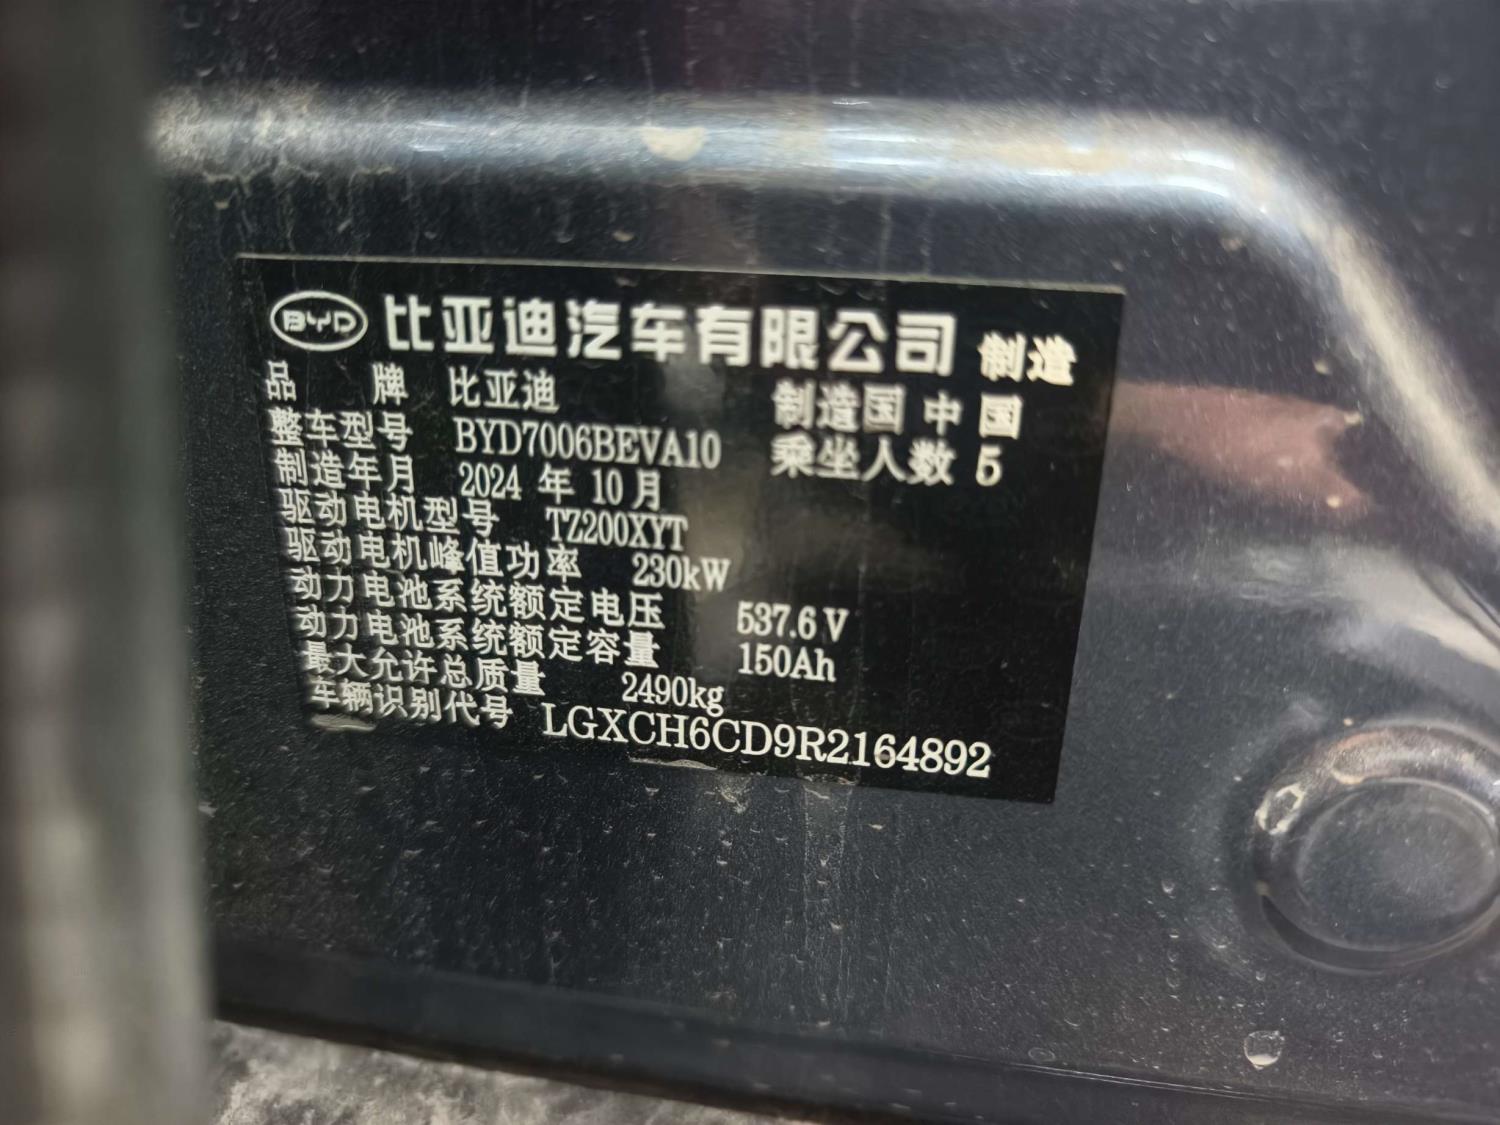 BYD 比亚迪汽车有限公司 制造
品 牌 比亚迪 制造国 中国
整车型号 BYD7006BEVA10 乘坐人数 5
制造年月 2024 年 10 月
驱动电机型号 TZ200XYT
驱动电机峰值功率 230kW
动力电池系统额定电压 537.6 V
动力电池系统额定容量 150Ah
最大允许总质量 2490kg
车辆识别代号 LGXCH6CD9R2164892